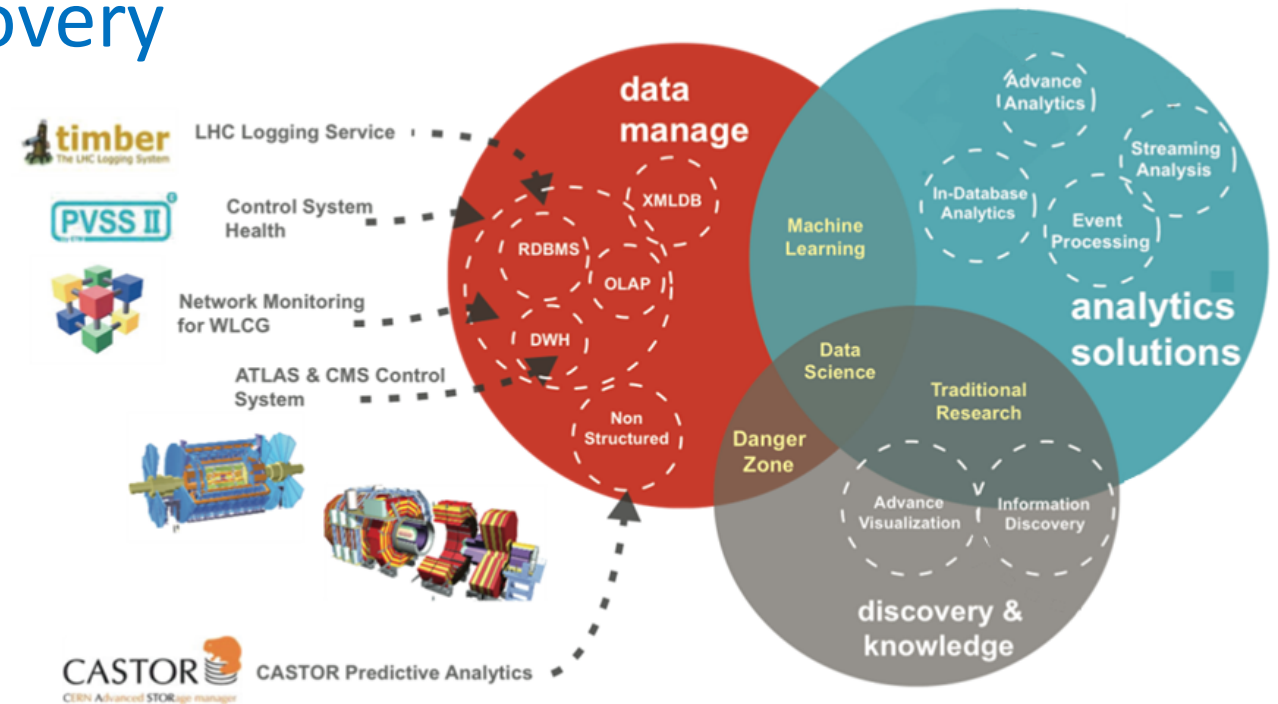 overy
timber
The LHC Logging System
LHC Logging Service
PVSS II
Control System
Health
Network Monitoring
for WLCG
ATLAS & CMS Control
System
CASTOR
CERN Advanced STORage manager
CASTOR Predictive Analytics
data
manage
XMLDB
RDBMS
OLAP
DWH
Non
Structured
Machine
Learning
Data
Science
Danger
Zone
Traditional
Research
Advance
Analytics
Streaming
Analysis
In-Database
Analytics
Event
Processing
analytics
solutions
Advance
Visualization
Information
Discovery
discovery &
knowledge